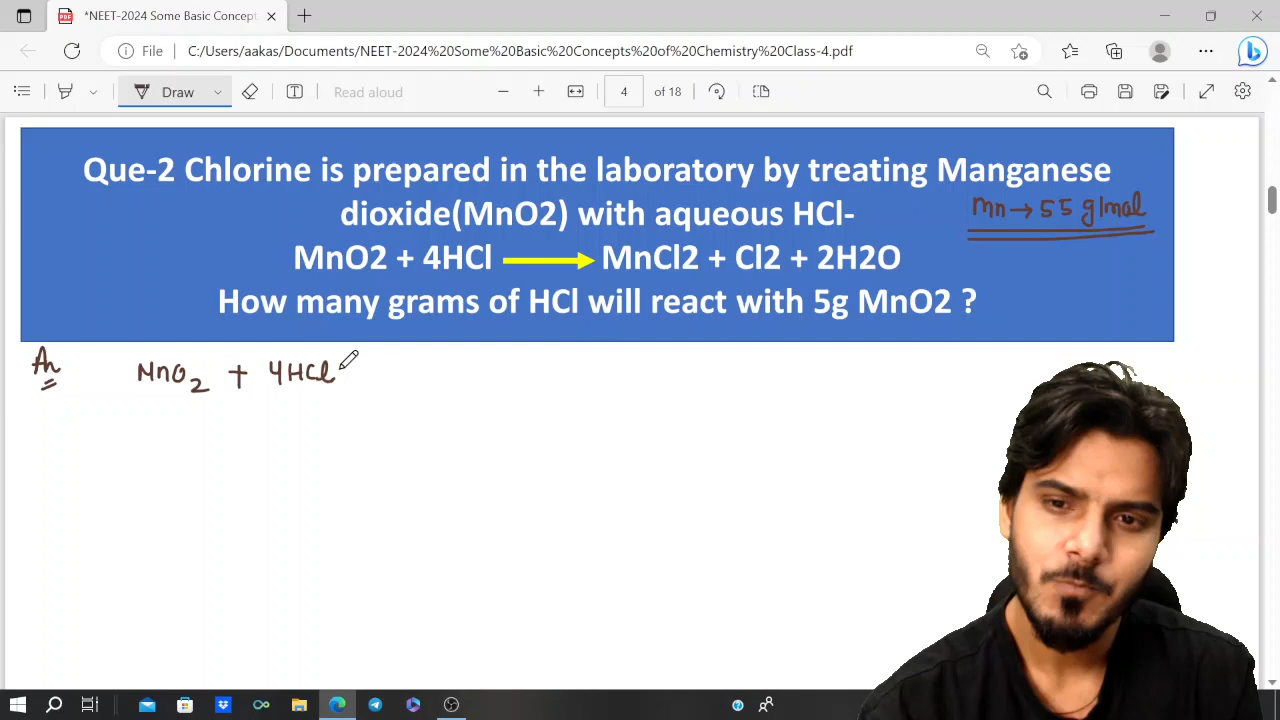 *NEET-2024 Some Basic Concept
File
C:/Users/aakas/Documents/NEET-2024%20Some%20Basic%20Concepts%20of%20Chemistry%20Class-4.pdf
Draw
Read aloud
4 of 18
Que-2 Chlorine is prepared in the laboratory by treating Manganese
dioxide(MnO2) with aqueous HCl-
Mn → 55 g/mol
MnO2 + 4HCl → MnCl2 + Cl2 + 2H2O
How many grams of HCl will react with 5g MnO2 ?
An MnO2 + 4HCl